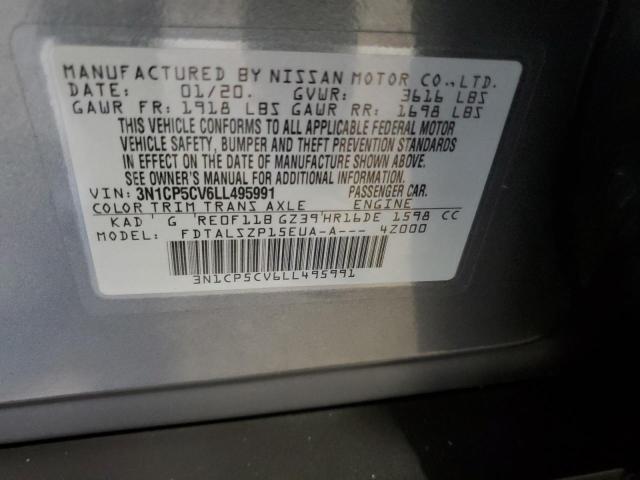 MANUFACTURED BY NISSAN MOTOR CO.,LTD.
DATE: 01/20. GVWR: 3616 LBS
GAWR FR: 1918 LBS GAWR RR: 1698 LBS
THIS VEHICLE CONFORMS TO ALL APPLICABLE FEDERAL MOTOR
VEHICLE SAFETY, BUMPER AND THEFT PREVENTION STANDARDS
IN EFFECT ON THE DATE OF MANUFACTURE SHOWN ABOVE.
SEE OWNER'S MANUAL FOR ADDITIONAL INFORMATION.
VIN: 3N1CP5CV6LL495991 PASSENGER CAR.
COLOR TRIM TRANS AXLE ENGINE
KAD G RE0F11B GZ39 HR16DE 1598 CC
MODEL: FDTALSZP15EUA-A--- 4Z000
3N1CP5CV6LL495991